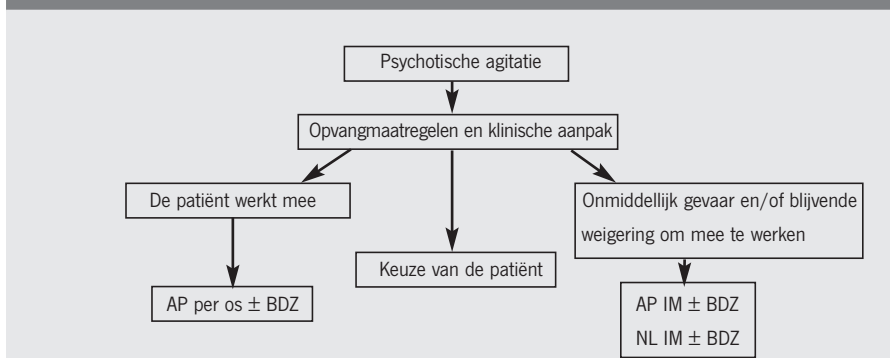 Psychotische agitatie
Opvangmaatregelen en klinische aanpak
De patiënt werkt mee
Onmiddellijk gevaar en/of blijvende
weigering om mee te werken
Keuze van de patiënt
AP per os ± BDZ
AP IM ± BDZ
NL IM ± BDZ